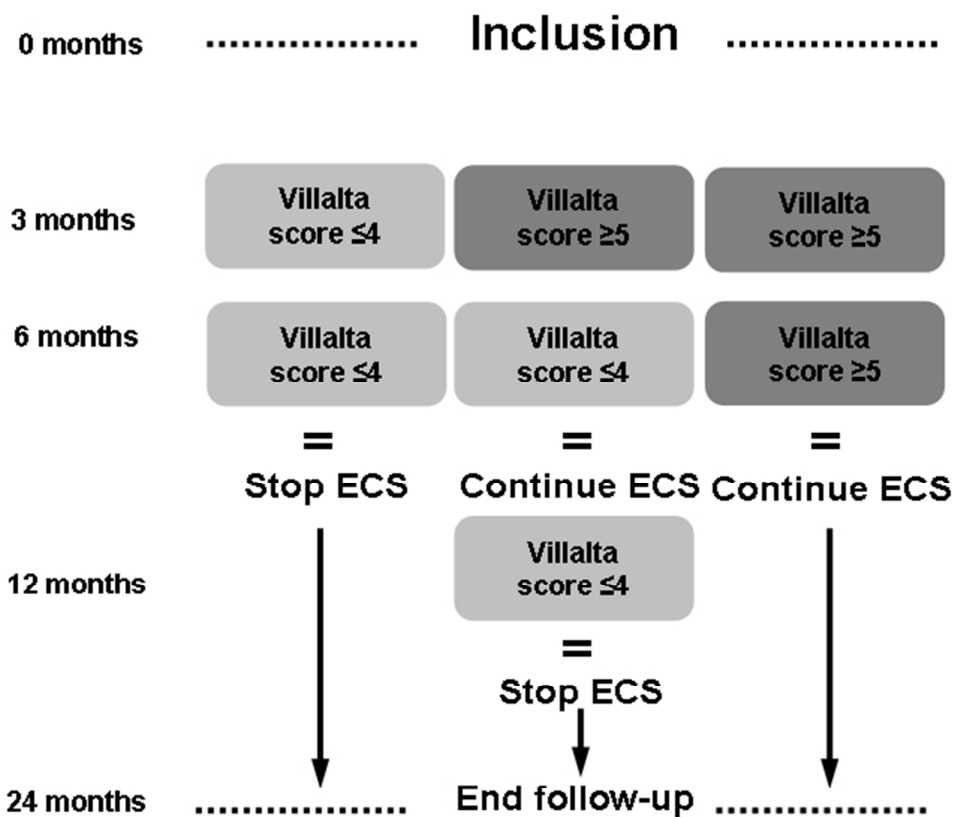 0 months Inclusion
3 months
Villalta
score ≤4
Villalta
score ≥5
Villalta
score ≥5
6 months
Villalta
score ≤4
Villalta
score ≤4
Villalta
score ≥5
= = =
Stop ECS Continue ECS Continue ECS
12 months
Villalta
score ≤4
=
Stop ECS
24 months End follow-up